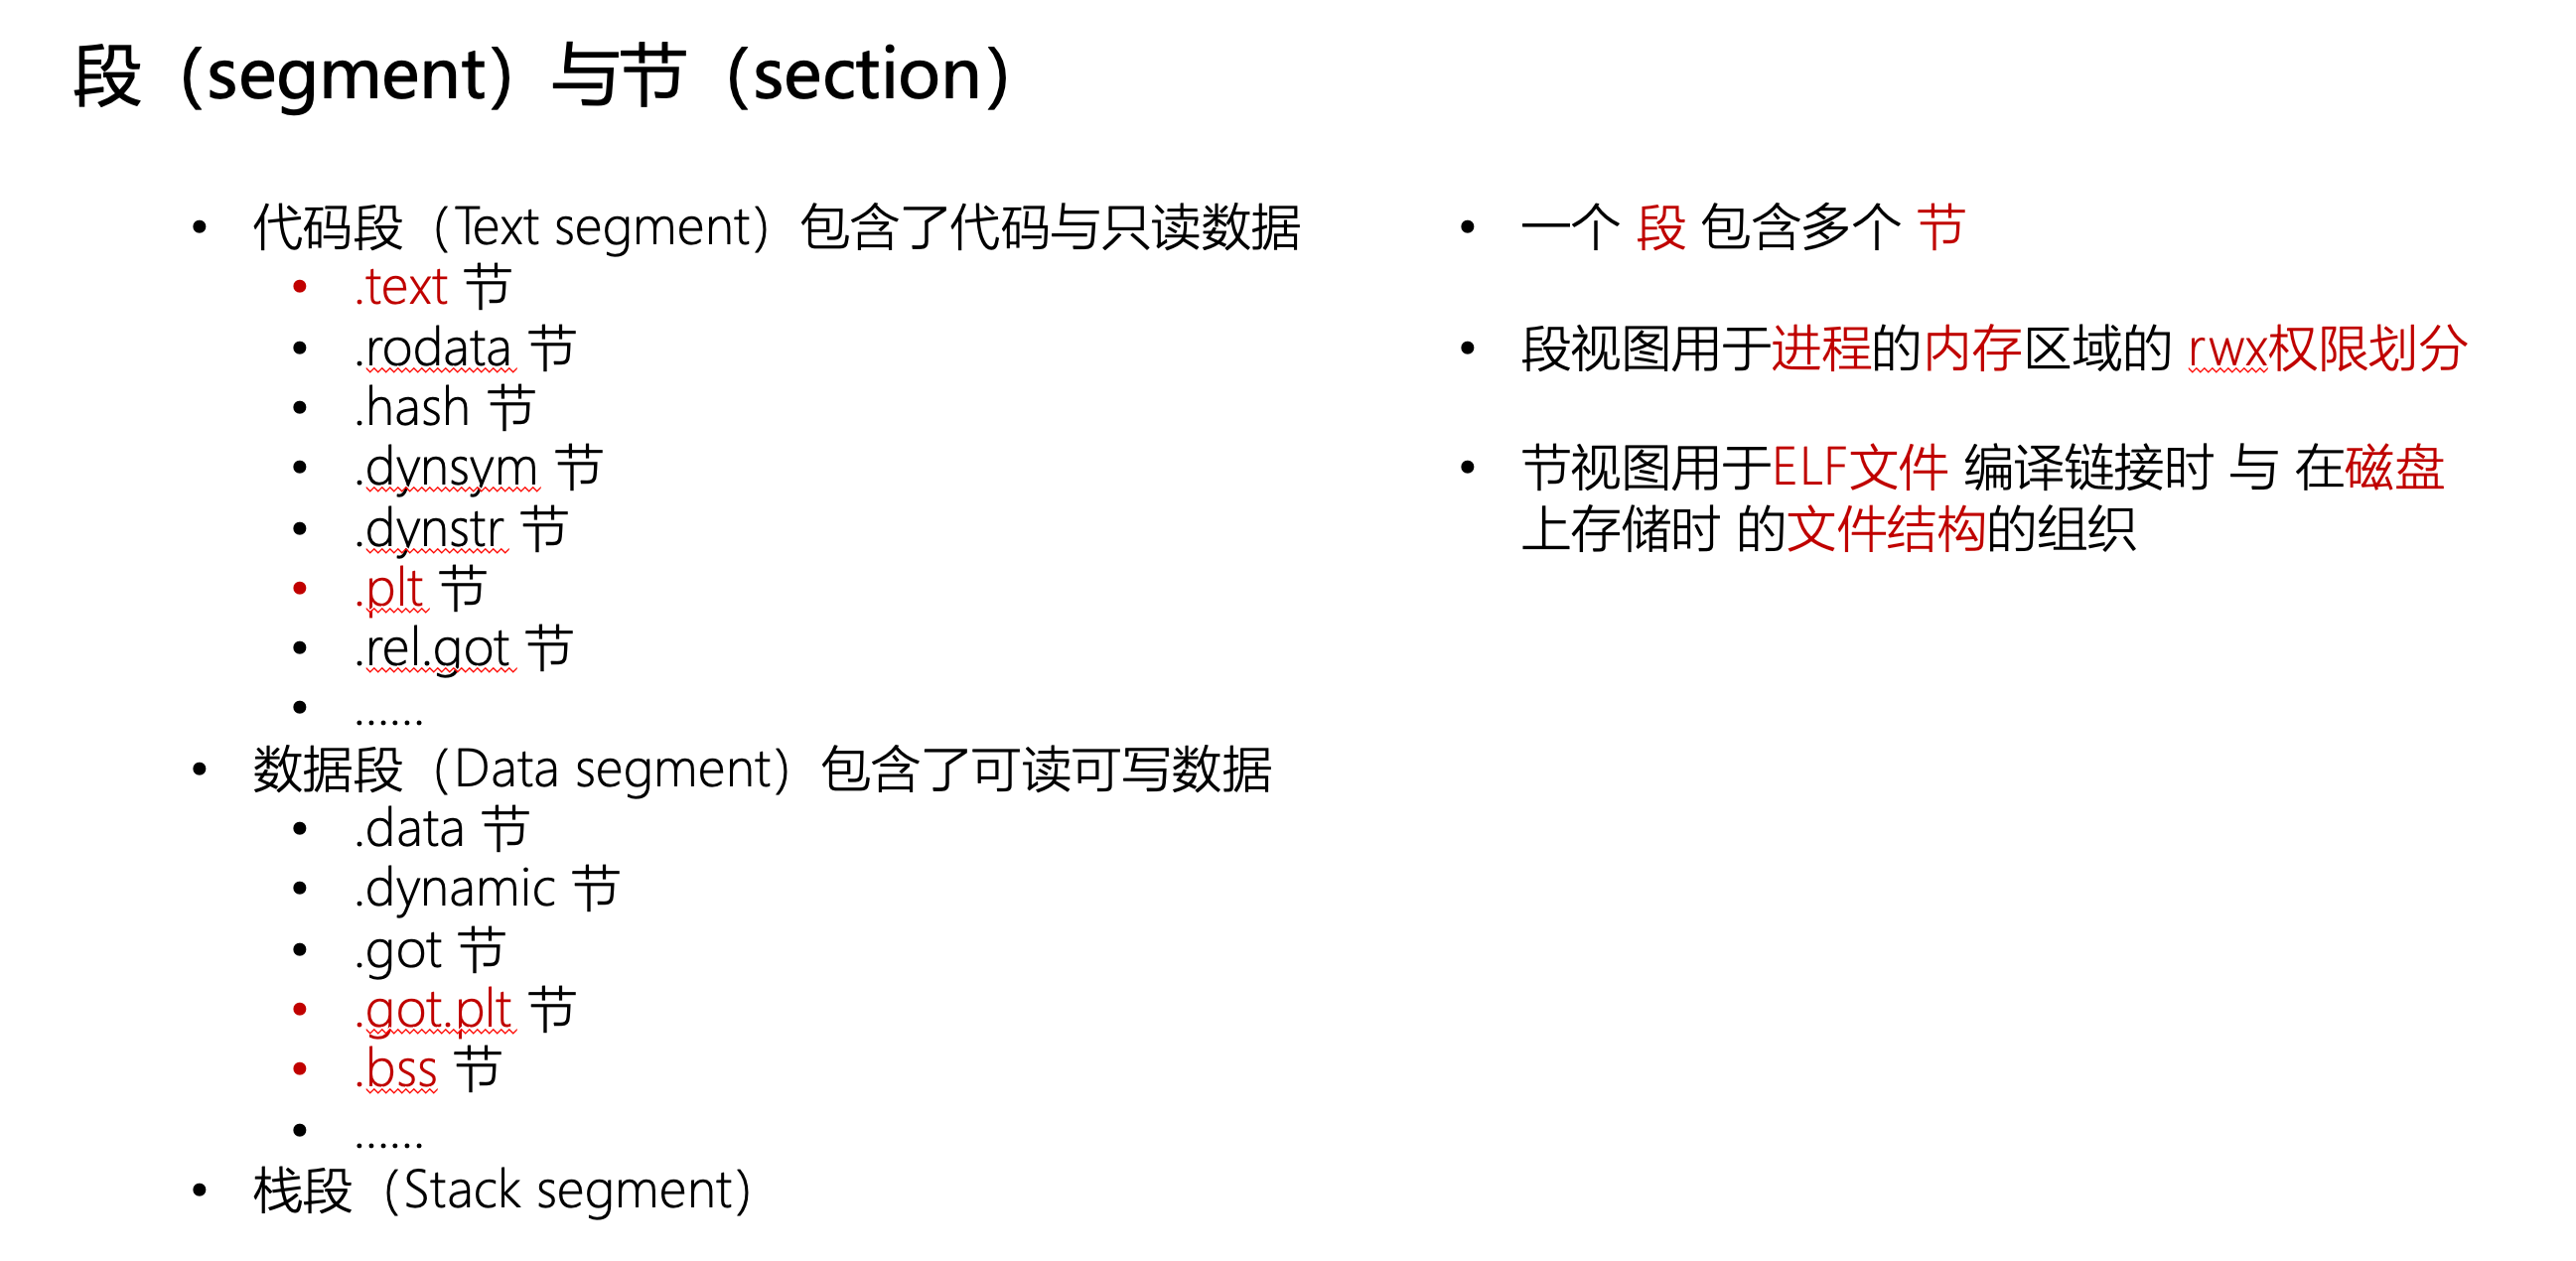 段（segment）与节（section）
• 代码段（Text segment）包含了代码与只读数据
• .text 节
• .rodata 节
• .hash 节
• .dynsym 节
• .dynstr 节
• .plt 节
• .rel.got 节
• ……
• 数据段（Data segment）包含了可读可写数据
• .data 节
• .dynamic 节
• .got 节
• .got.plt 节
• .bss 节
• ……
• 栈段（Stack segment）
• 一个 段 包含多个 节
• 段视图用于进程的内存区域的 rwx权限划分
• 节视图用于ELF文件 编译链接时 与 在磁盘
上存储时 的文件结构的组织